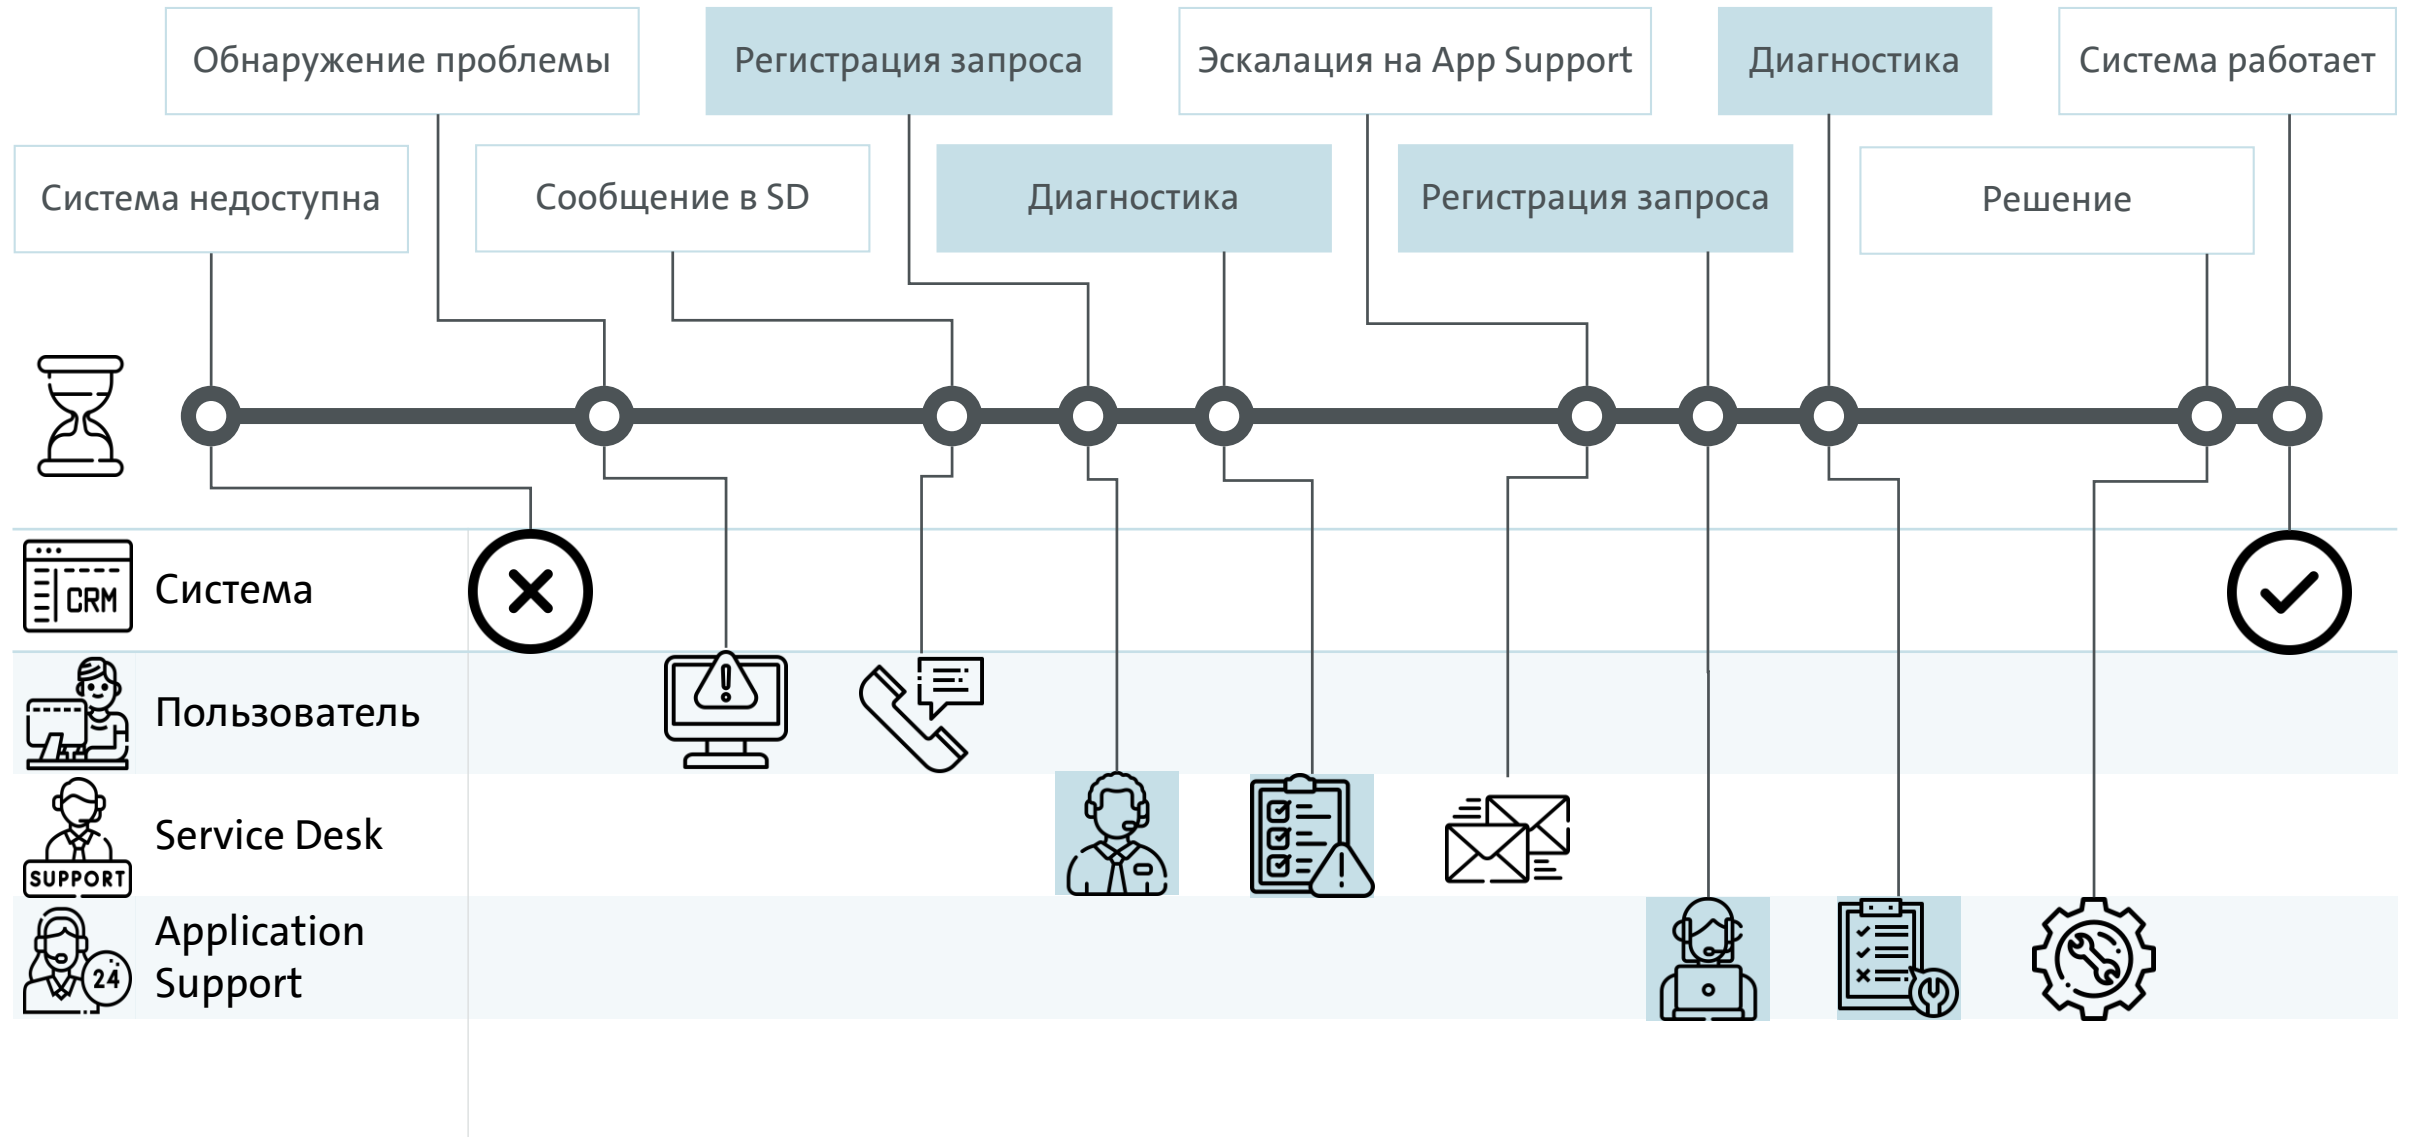 Обнаружение проблемы
Регистрация запроса
Эскалация на App Support
Диагностика
Система работает
Система недоступна
Сообщение в SD
Диагностика
Регистрация запроса
Решение
CRM
Система
Пользователь
SUPPORT
Service Desk
24
Application
Support